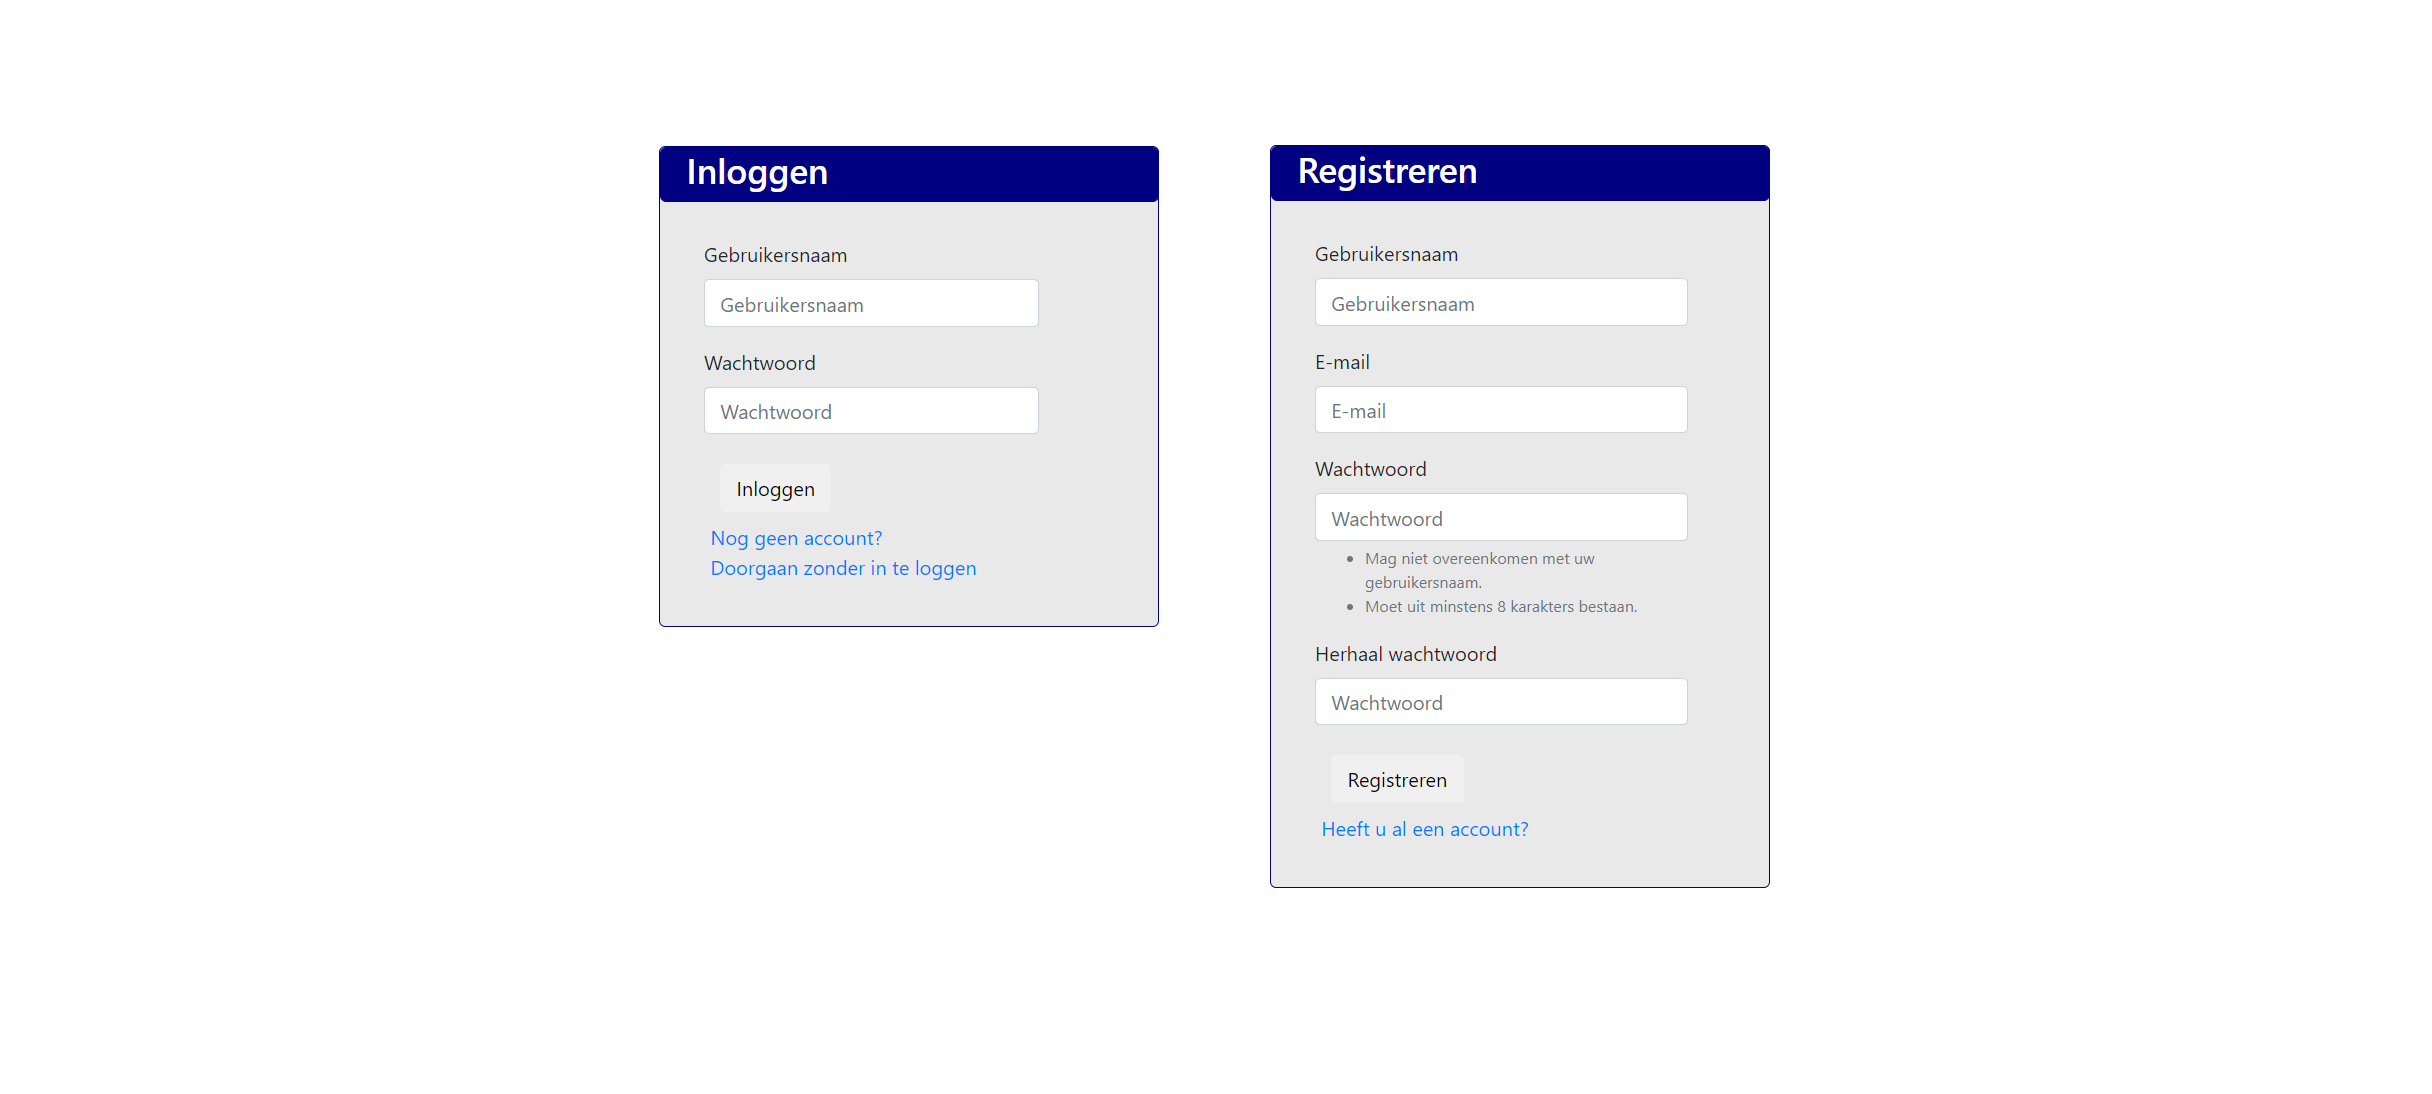 Inloggen
Gebruikersnaam
Gebruikersnaam
Wachtwoord
Wachtwoord
Inloggen
Nog geen account?
Doorgaan zonder in te loggen
Registreren
Gebruikersnaam
Gebruikersnaam
E-mail
E-mail
Wachtwoord
Wachtwoord
• Mag niet overeenkomen met uw
gebruikersnaam.
• Moet uit minstens 8 karakters bestaan.
Herhaal wachtwoord
Wachtwoord
Registreren
Heeft u al een account?